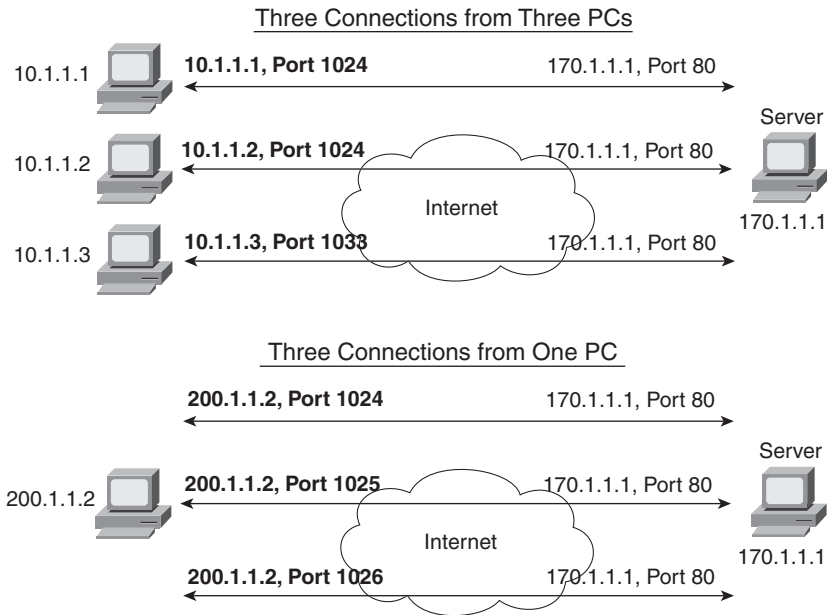 Three Connections from Three PCs
10.1.1.1
10.1.1.1, Port 1024
170.1.1.1, Port 80
Server
10.1.1.2
10.1.1.2, Port 1024
170.1.1.1, Port 80
Internet
170.1.1.1
10.1.1.3
10.1.1.3, Port 1033
170.1.1.1, Port 80
Three Connections from One PC
200.1.1.2, Port 1024
170.1.1.1, Port 80
Server
200.1.1.2
200.1.1.2, Port 1025
170.1.1.1, Port 80
Internet
170.1.1.1
200.1.1.2, Port 1026
170.1.1.1, Port 80